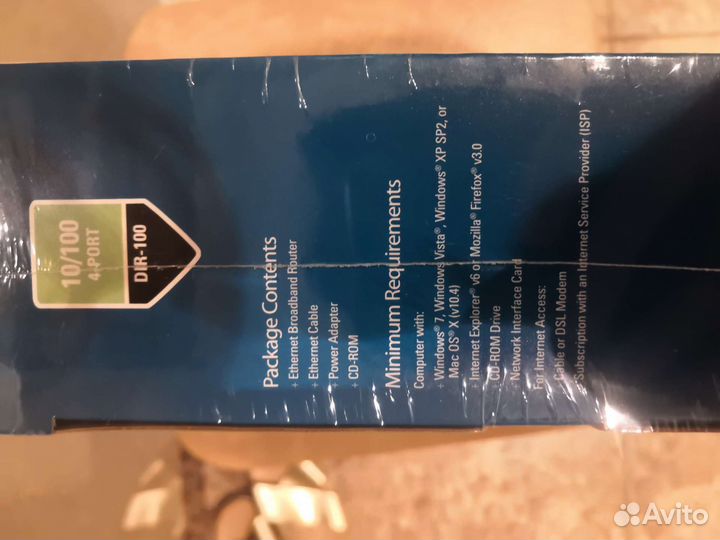 10/100
4-PORT
DIR-100
Package Contents
+ Ethernet Broadband Router
+ Ethernet Cable
+ Power Adapter
+ CD-ROM
Minimum Requirements
Computer with:
+ Windows® 7, Windows Vista®, Windows® XP SP2, or
Mac OS® X (v10.4)
+ Internet Explorer® v6 or Mozilla® Firefox® v3.0
+ CD-ROM Drive
+ Network Interface Card
For Internet Access:
+ Cable or DSL Modem
+ Subscription with an Internet Service Provider (ISP)
Avito